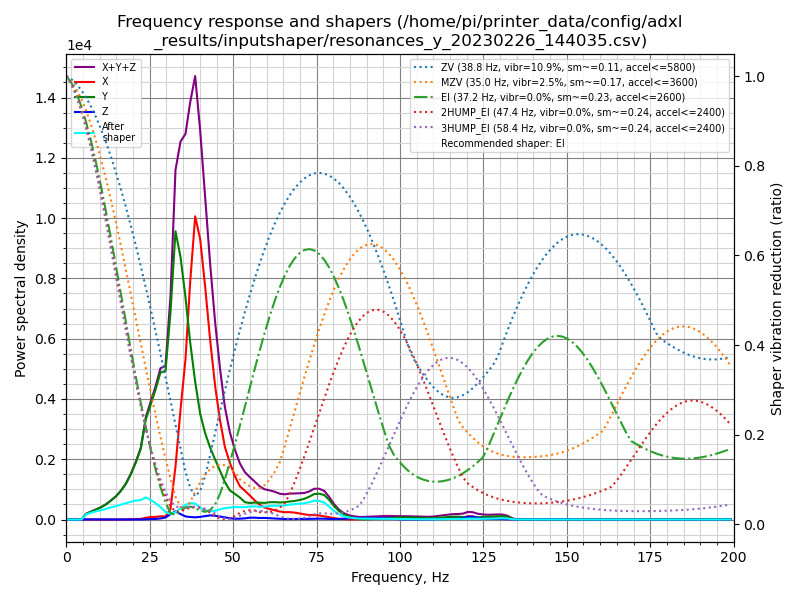 Frequency response and shapers (/home/pi/printer_data/config/adxl
_results/inputshaper/resonances_y_20230226_144035.csv)
1e4
X+Y+Z
X
Y
Z
After
shaper
ZV (38.8 Hz, vibr=10.9%, sm~=0.11, accel<=5800)
MZV (35.0 Hz, vibr=2.5%, sm~=0.17, accel<=3600)
EI (37.2 Hz, vibr=0.0%, sm~=0.23, accel<=2600)
2HUMP_EI (47.4 Hz, vibr=0.0%, sm~=0.24, accel<=2400)
3HUMP_EI (58.4 Hz, vibr=0.0%, sm~=0.24, accel<=2400)
Recommended shaper: EI
Power spectral density
1.4
1.2
1.0
0.8
0.6
0.4
0.2
0.0
1.0
0.8
0.6
0.4
0.2
0.0
Shaper vibration reduction (ratio)
0 25 50 75 100 125 150 175 200
Frequency, Hz